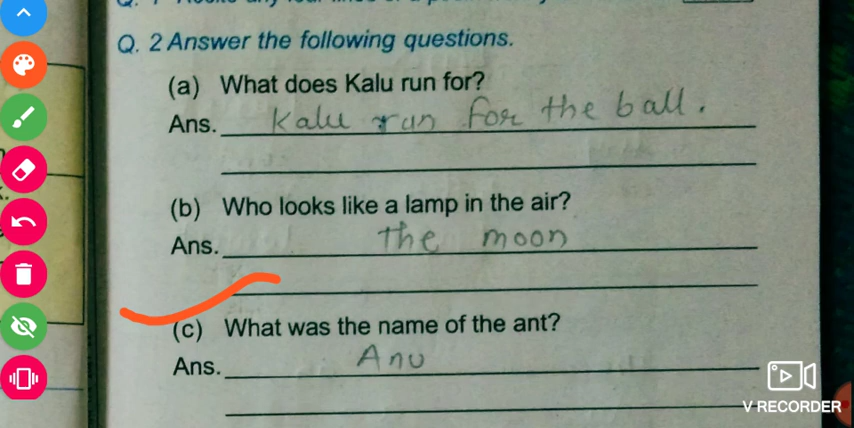 Q. 2 Answer the following questions.
(a) What does Kalu run for?
Ans. Kalu run for the ball.
(b) Who looks like a lamp in the air?
Ans. the moon
(c) What was the name of the ant?
Ans. Anu
V RECORDER